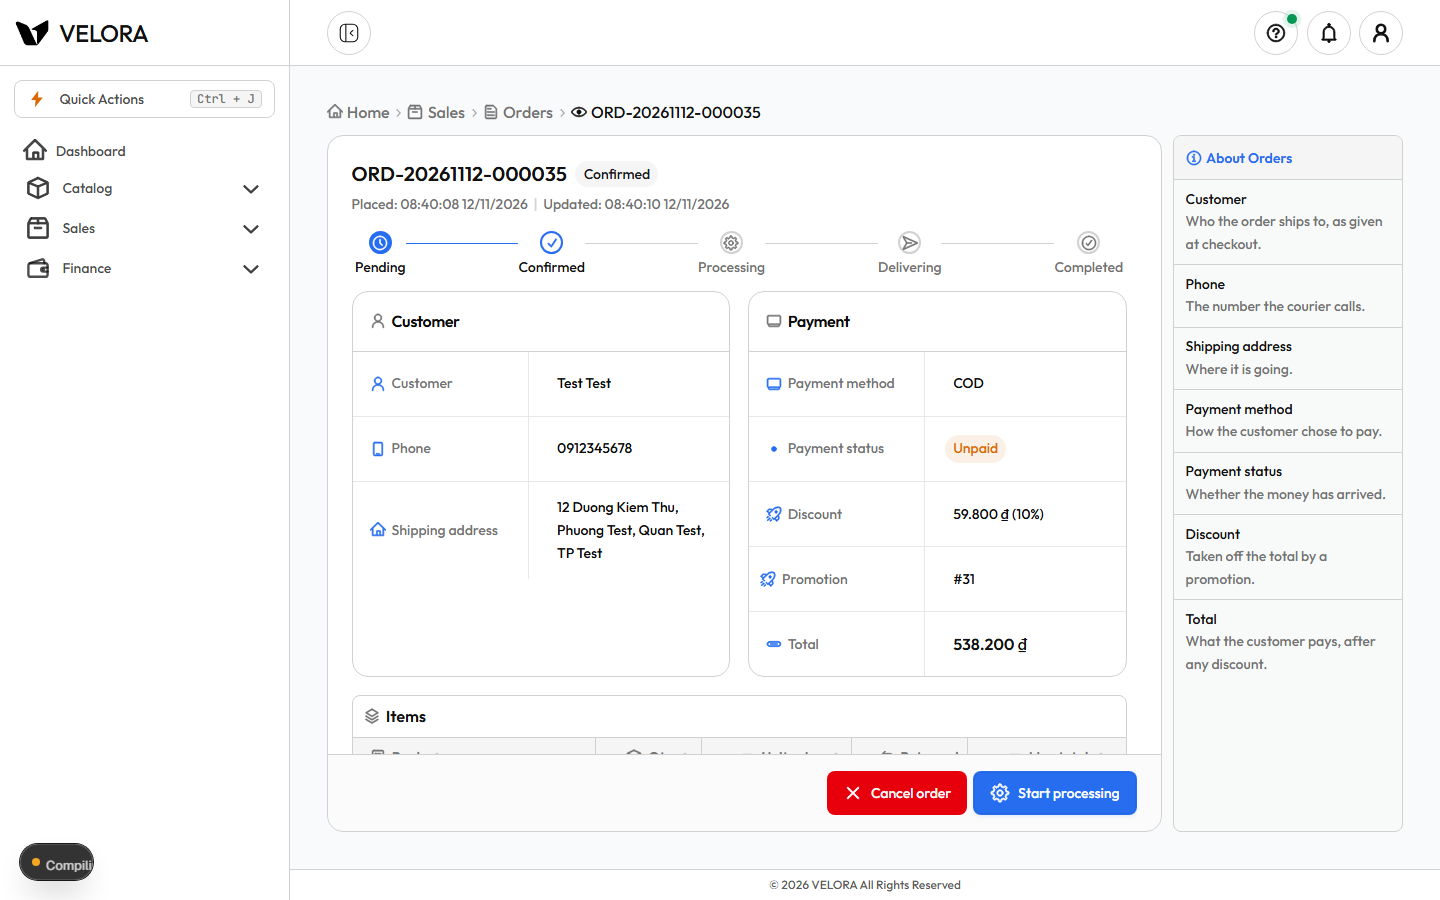 VELORA
Quick Actions
Ctrl + J
Dashboard
Catalog
Sales
Finance
Compili
Home
Sales
Orders
ORD-20261112-000035
ORD-20261112-000035
Confirmed
Placed: 08:40:08 12/11/2026 | Updated: 08:40:10 12/11/2026
Pending
Confirmed
Processing
Delivering
Completed
Customer
Customer
Test Test
Phone
0912345678
Shipping address
12 Duong Kiem Thu,
Phuong Test, Quan Test,
TP Test
Payment
Payment method
COD
Payment status
Unpaid
Discount
59.800 ₫ (10%)
Promotion
#31
Total
538.200 ₫
Items
Cancel order
Start processing
About Orders
Customer
Who the order ships to, as given
at checkout.
Phone
The number the courier calls.
Shipping address
Where it is going.
Payment method
How the customer chose to pay.
Payment status
Whether the money has arrived.
Discount
Taken off the total by a
promotion.
Total
What the customer pays, after
any discount.
© 2026 VELORA All Rights Reserved